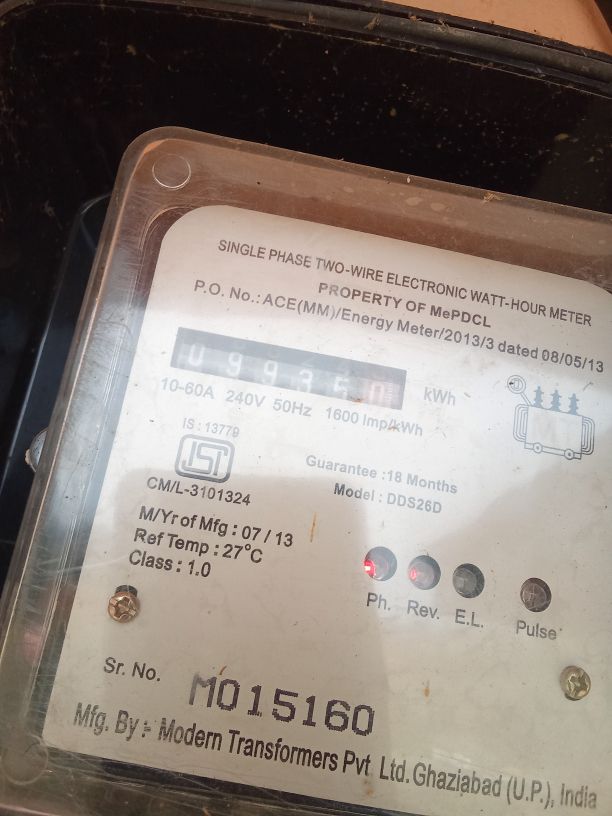 SINGLE PHASE TWO-WIRE ELECTRONIC WATT-HOUR METER
PROPERTY OF MePDCL
P.O. No.: ACE(MM)/Energy Meter/2013/3 dated 08/05/13
kWh
10-60A 240V 50Hz 1600 Imp/kWh
IS : 13779
ISI
CM/L-3101324
Guarantee : 18 Months
Model : DDS26D
M/Yr of Mfg : 07 / 13
Ref Temp : 27°C
Class : 1.0
Ph. Rev. E.L. Pulse
Sr. No. M015160
Mfg. By :- Modern Transformers Pvt Ltd. Ghaziabad (U.P.), India